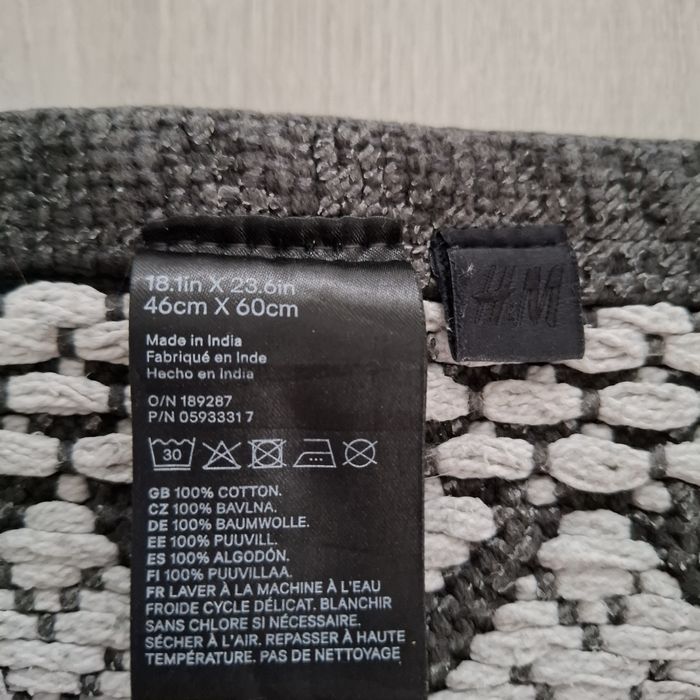 18.1in X 23.6in
46cm X 60cm
Made in India
Fabriqué en Inde
Hecho en India
O/N 189287
P/N 05933317
30
GB 100% COTTON.
CZ 100% BAVLNA.
DE 100% BAUMWOLLE.
EE 100% PUUVILL.
ES 100% ALGODÓN.
FI 100% PUUVILLAA.
FR LAVER À LA MACHINE À L'EAU
FROIDE CYCLE DÉLICAT. BLANCHIR
SANS CHLORE SI NÉCESSAIRE.
SÉCHER À L'AIR. REPASSER À HAUTE
TEMPÉRATURE. PAS DE NETTOYAGE
H&M